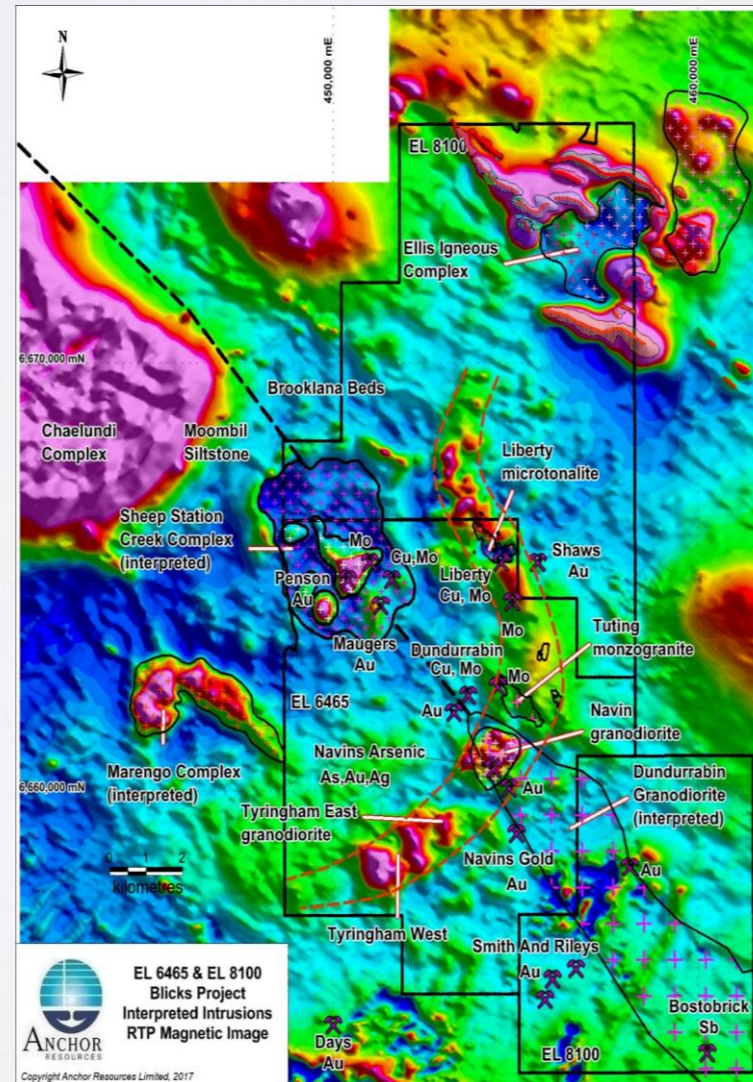 N
450,000 mE
460,000 mE
EL 8100
Ellis Igneous
Complex
6,670,000 mN
Brooklana Beds
Chaelundi
Complex
Moombil
Siltstone
Liberty
microtonalite
Sheep Station
Creek Complex
(interpreted)
Mo
Cu,Mo
Penson
Au
Liberty
Cu, Mo
Shaws
Au
Mo
Maugers
Au
Dundurrabin
Cu, Mo
Tuting
monzogranite
Mo
EL 6465
Au
Navin
granodiorite
Navins Arsenic
As,Au,Ag
Marengo Complex
(interpreted)
6,660,000 mN
Au
Dundurrabin
Granodiorite
(interpreted)
Tyringham East
granodiorite
0 1 2
kilometres
Navins Gold
Au
Au
Tyringham West
Smith And Rileys
Au
Bostobrick
Sb
Days
Au
EL 8100
EL 6465 & EL 8100
Blicks Project
Interpreted Intrusions
RTP Magnetic Image
ANCHOR
RESOURCES
Copyright Anchor Resources Limited, 2017